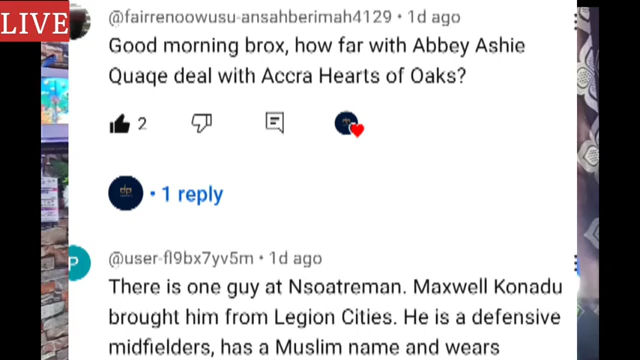 LIVE
@fairrenoowusu-ansahberimah4129 • 1d ago
Good morning brox, how far with Abbey Ashie
Quaqe deal with Accra Hearts of Oaks?
2
dp
• 1 reply
P
@user-fl9bx7yv5m • 1d ago
There is one guy at Nsoatreman. Maxwell Konadu
brought him from Legion Cities. He is a defensive
midfielders, has a Muslim name and wears